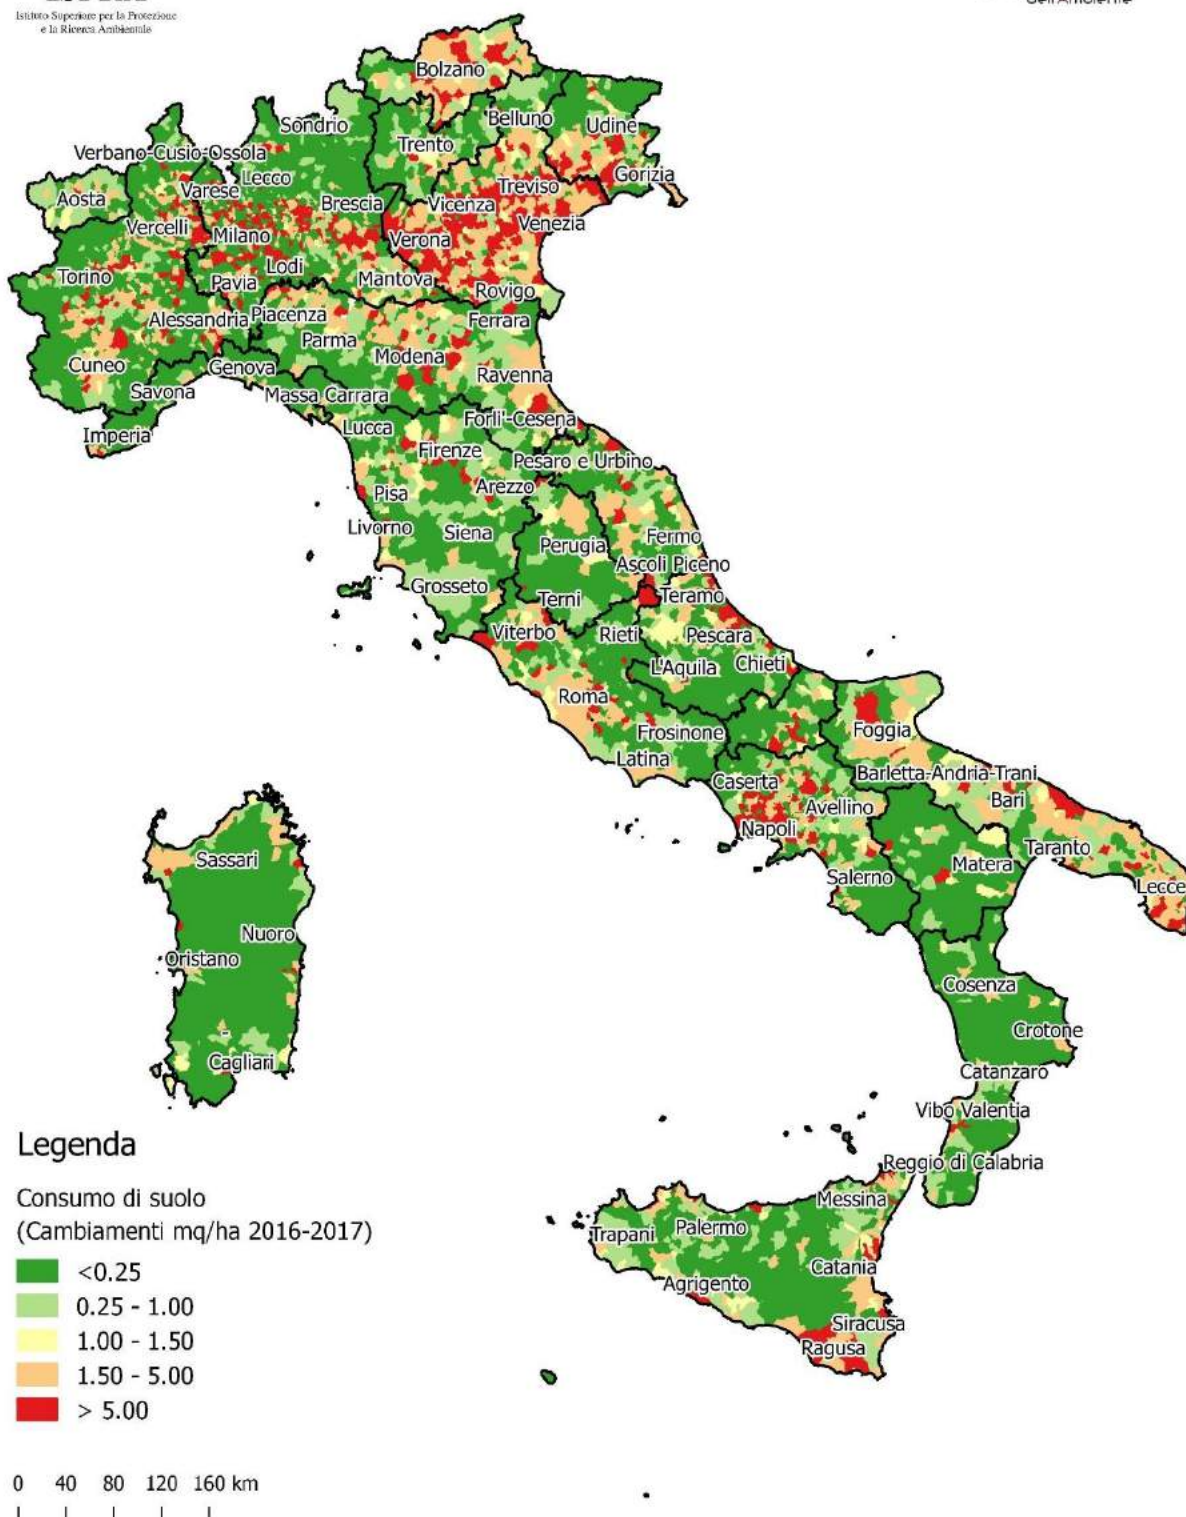 Istituto Superiore per la Protezione
e la Ricerca Ambientale
dell'Ambiente
Bolzano
Sondrio
Belluno
Udine
Trento
Verbano-Cusio-Ossola
Lecco
Gorizia
Varese
Treviso
Aosta
Brescia
Vicenza
Vercelli
Milano
Verona
Venezia
Torino
Lodi
Pavia
Mantova
Rovigo
Alessandria
Piacenza
Ferrara
Parma
Modena
Cuneo
Genova
Ravenna
Savona
Massa Carrara
Imperia
Lucca
Forli'-Cesena
Firenze
Pesaro e Urbino
Pisa
Arezzo
Livorno
Siena
Fermo
Perugia
Ascoli Piceno
Grosseto
Terni
Teramo
Viterbo
Rieti
Pescara
L'Aquila
Chieti
Roma
Frosinone
Foggia
Latina
Caserta
Barletta-Andria-Trani
Avellino
Bari
Napoli
Taranto
Sassari
Matera
Salerno
Lecce
Nuoro
Oristano
Cosenza
Crotone
Cagliari
Catanzaro
Vibo Valentia
Reggio di Calabria
Messina
Trapani
Palermo
Catania
Agrigento
Siracusa
Ragusa
Legenda
Consumo di suolo
(Cambiamenti mq/ha 2016-2017)
<0.25
0.25 - 1.00
1.00 - 1.50
1.50 - 5.00
> 5.00
0 40 80 120 160 km